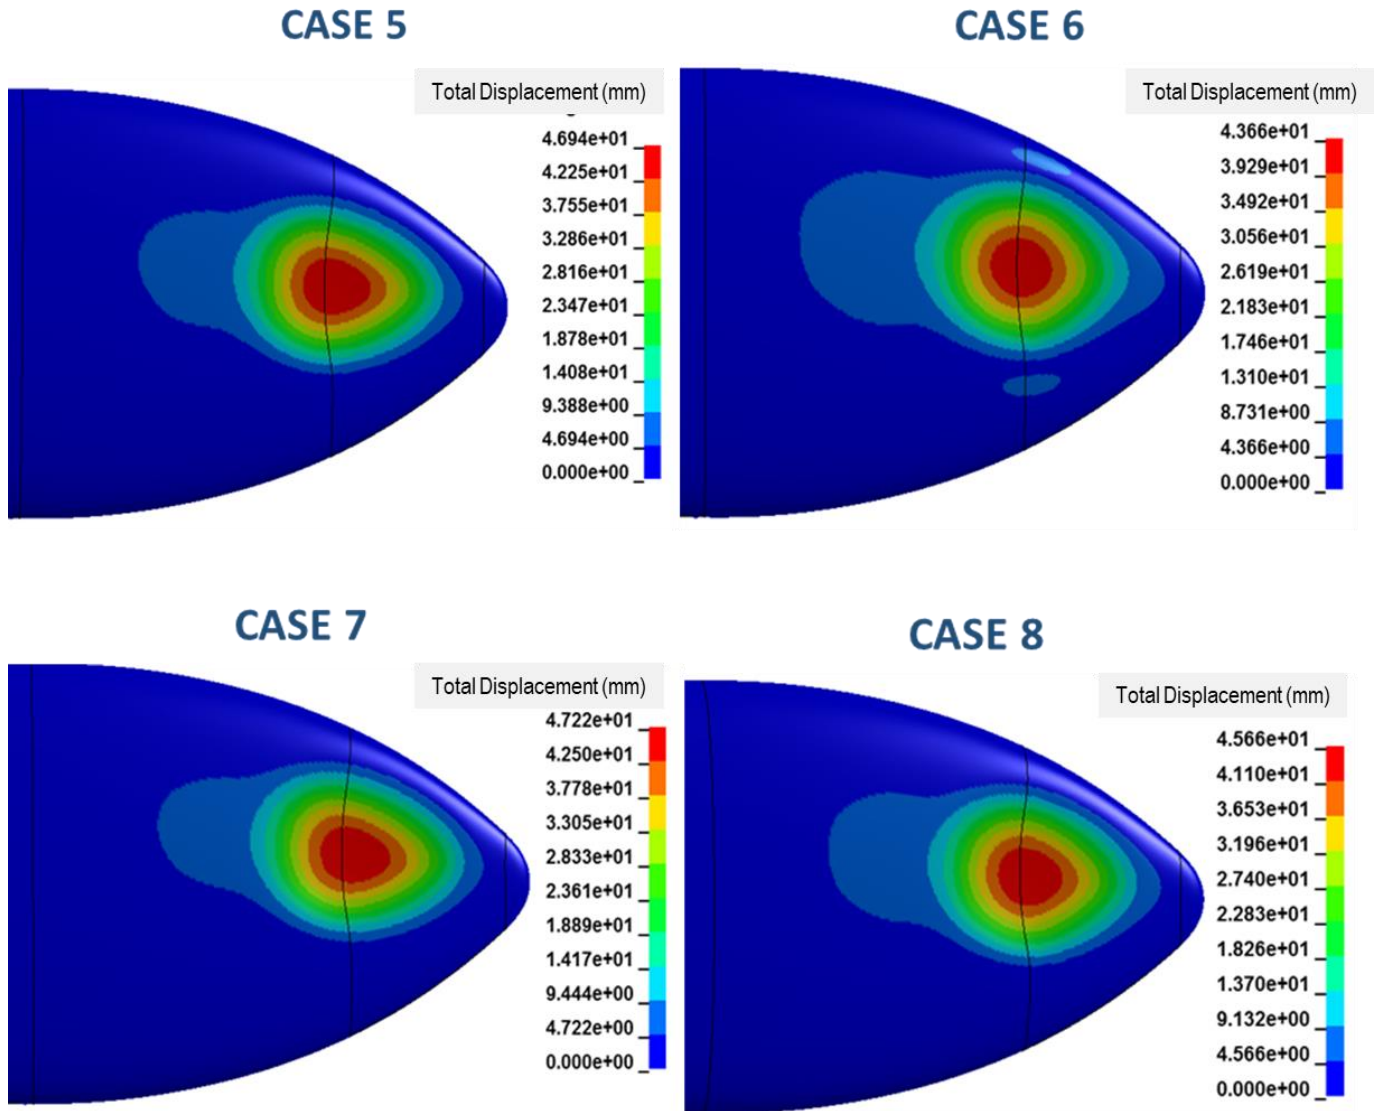 CASE 5
Total Displacement (mm)
4.694e+01
4.225e+01
3.755e+01
3.286e+01
2.816e+01
2.347e+01
1.878e+01
1.408e+01
9.388e+00
4.694e+00
0.000e+00
CASE 6
Total Displacement (mm)
4.366e+01
3.929e+01
3.492e+01
3.056e+01
2.619e+01
2.183e+01
1.746e+01
1.310e+01
8.731e+00
4.366e+00
0.000e+00
CASE 7
Total Displacement (mm)
4.722e+01
4.250e+01
3.778e+01
3.305e+01
2.833e+01
2.361e+01
1.889e+01
1.417e+01
9.444e+00
4.722e+00
0.000e+00
CASE 8
Total Displacement (mm)
4.566e+01
4.110e+01
3.653e+01
3.196e+01
2.740e+01
2.283e+01
1.826e+01
1.370e+01
9.132e+00
4.566e+00
0.000e+00